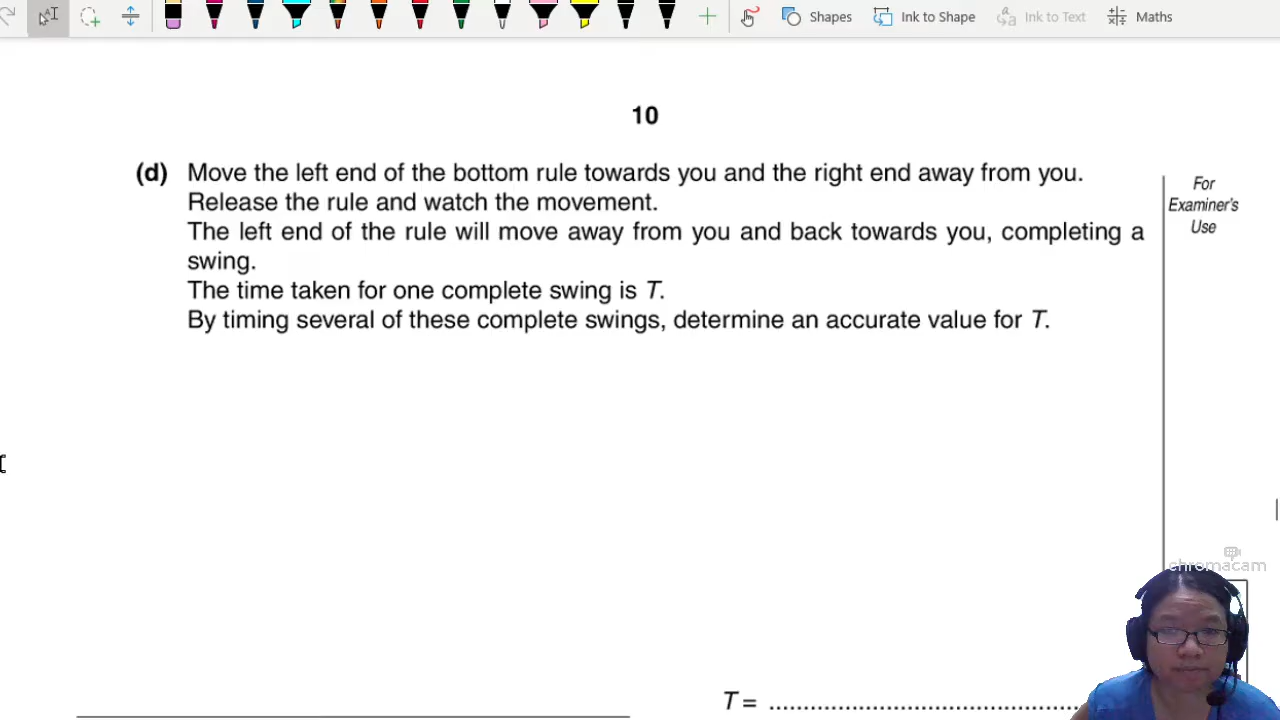 Shapes
Ink to Shape
Ink to Text
Maths
10
(d) Move the left end of the bottom rule towards you and the right end away from you.
Release the rule and watch the movement.
The left end of the rule will move away from you and back towards you, completing a
swing.
The time taken for one complete swing is T.
By timing several of these complete swings, determine an accurate value for T.
For
Examiner's
Use
chromacam
T = ............................................